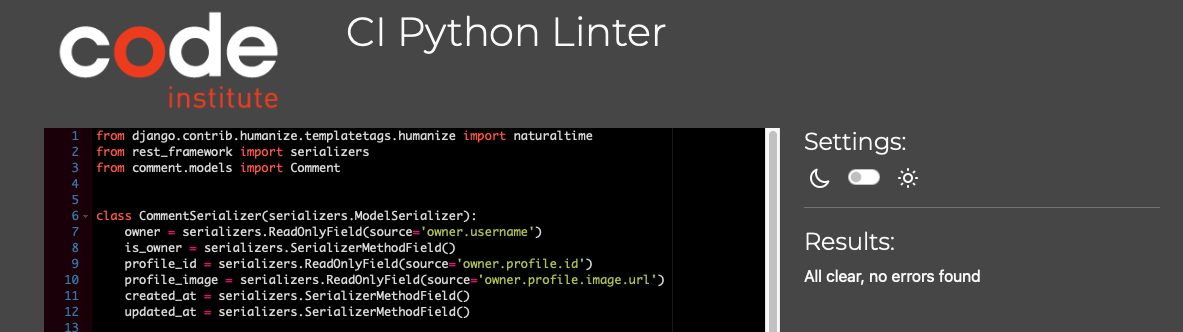 code
institute
CI Python Linter
1 from django.contrib.humanize.templatetags.humanize import naturaltime
2 from rest_framework import serializers
3 from comment.models import Comment
4
5
6 class CommentSerializer(serializers.ModelSerializer):
7 owner = serializers.ReadOnlyField(source='owner.username')
8 is_owner = serializers.SerializerMethodField()
9 profile_id = serializers.ReadOnlyField(source='owner.profile.id')
10 profile_image = serializers.ReadOnlyField(source='owner.profile.image.url')
11 created_at = serializers.SerializerMethodField()
12 updated_at = serializers.SerializerMethodField()
13
Settings:
Results:
All clear, no errors found